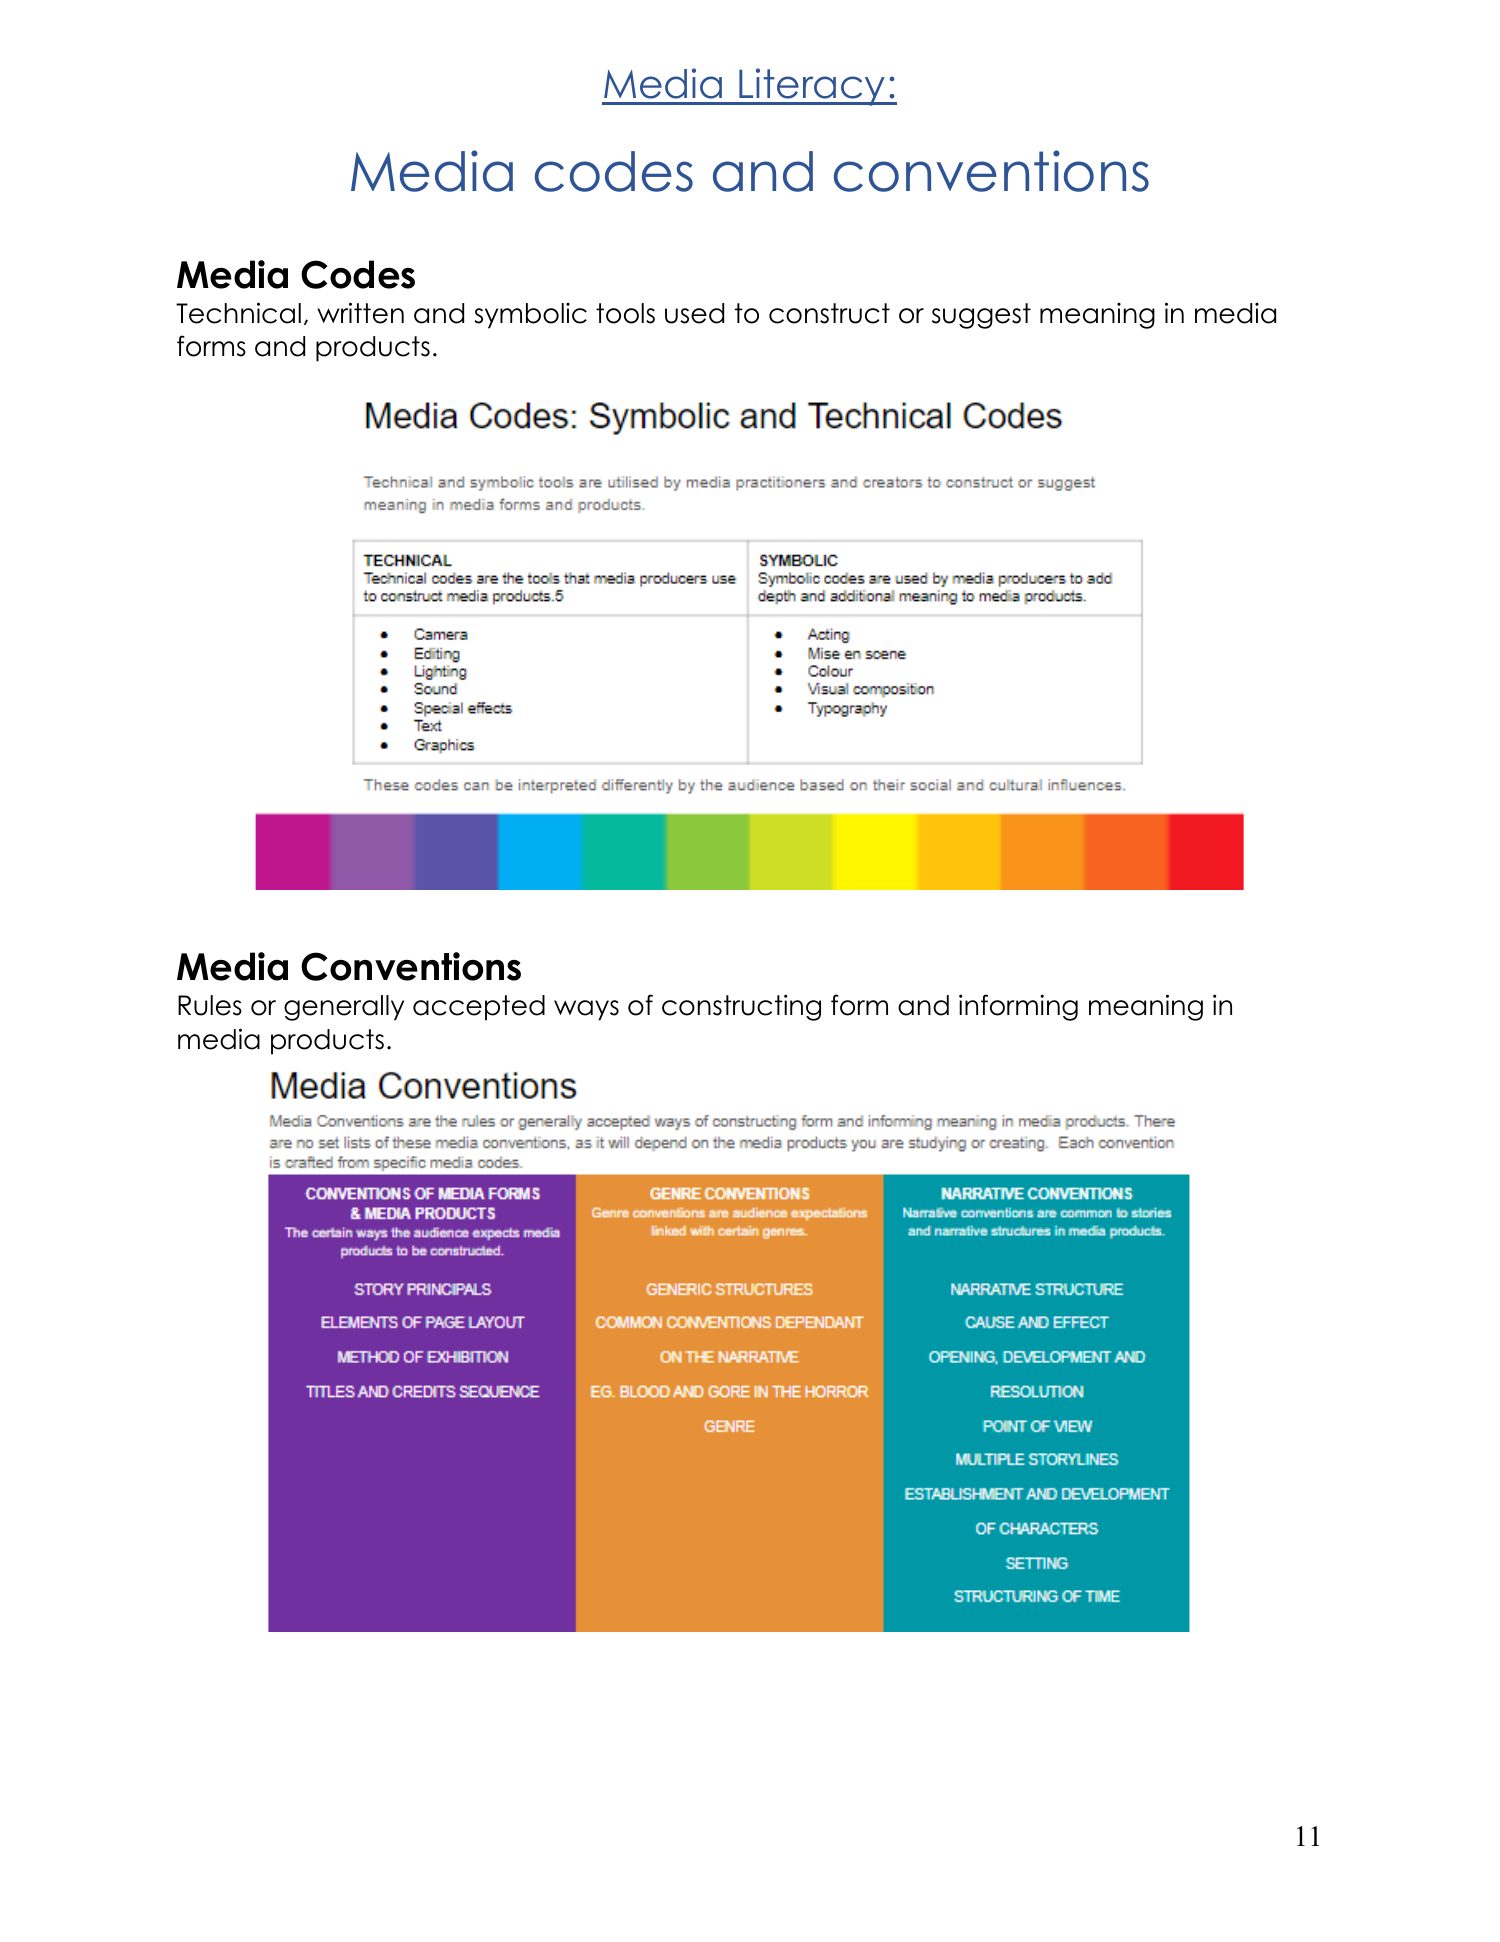 Media Literacy:
Media codes and conventions
Media Codes
Technical, written and symbolic tools used to construct or suggest meaning in media
forms and products.
Media Codes: Symbolic and Technical Codes
Technical and symbolic tools are utilised by media practitioners and creators to construct or suggest
meaning in media forms and products.
TECHNICAL
Technical codes are the tools that media producers use
to construct media products.5
SYMBOLIC
Symbolic codes are used by media producers to add
depth and additional meaning to media products.
● Camera
● Editing
● Lighting
● Sound
● Special effects
● Text
● Graphics
● Acting
● Mise en scene
● Colour
● Visual composition
● Typography
These codes can be interpreted differently by the audience based on their social and cultural influences.
Media Conventions
Rules or generally accepted ways of constructing form and informing meaning in
media products.
Media Conventions
Media Conventions are the rules or generally accepted ways of constructing form and informing meaning in media products. There
are no set lists of these media conventions, as it will depend on the media products you are studying or creating. Each convention
is crafted from specific media codes.
CONVENTIONS OF MEDIA FORMS
& MEDIA PRODUCTS
The certain ways the audience expects media
products to be constructed.
STORY PRINCIPALS
ELEMENTS OF PAGE LAYOUT
METHOD OF EXHIBITION
TITLES AND CREDITS SEQUENCE
GENRE CONVENTIONS
Genre conventions are audience expectations
linked with certain genres.
GENERIC STRUCTURES
COMMON CONVENTIONS DEPENDANT
ON THE NARRATIVE
EG. BLOOD AND GORE IN THE HORROR
GENRE
NARRATIVE CONVENTIONS
Narrative conventions are common to stories
and narrative structures in media products.
NARRATIVE STRUCTURE
CAUSE AND EFFECT
OPENING, DEVELOPMENT AND
RESOLUTION
POINT OF VIEW
MULTIPLE STORYLINES
ESTABLISHMENT AND DEVELOPMENT
OF CHARACTERS
SETTING
STRUCTURING OF TIME
11